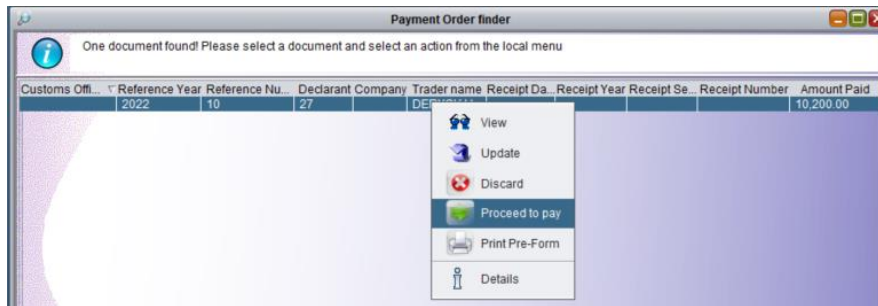 Payment Order finder
One document found! Please select a document and select an action from the local menu
Customs Offi... Reference Year Reference Nu... Declarant Company Trader name Receipt Da... Receipt Year Receipt Se... Receipt Number Amount Paid
2022 10 27 10,200.00
View
Update
Discard
Proceed to pay
Print Pre-Form
Details